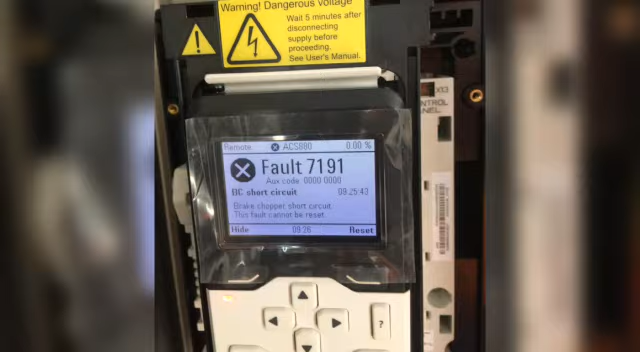 Warning! Dangerous voltage
Wait 5 minutes after
disconnecting
supply before
proceeding.
See User's Manual.
X13
NTROL
NEL
Remote ACS880 0.00 %
Fault 7191
Aux code: 0000 0000
BC short circuit 09:25:43
Brake chopper short circuit.
This fault cannot be reset.
Hide 09:26 Reset
?